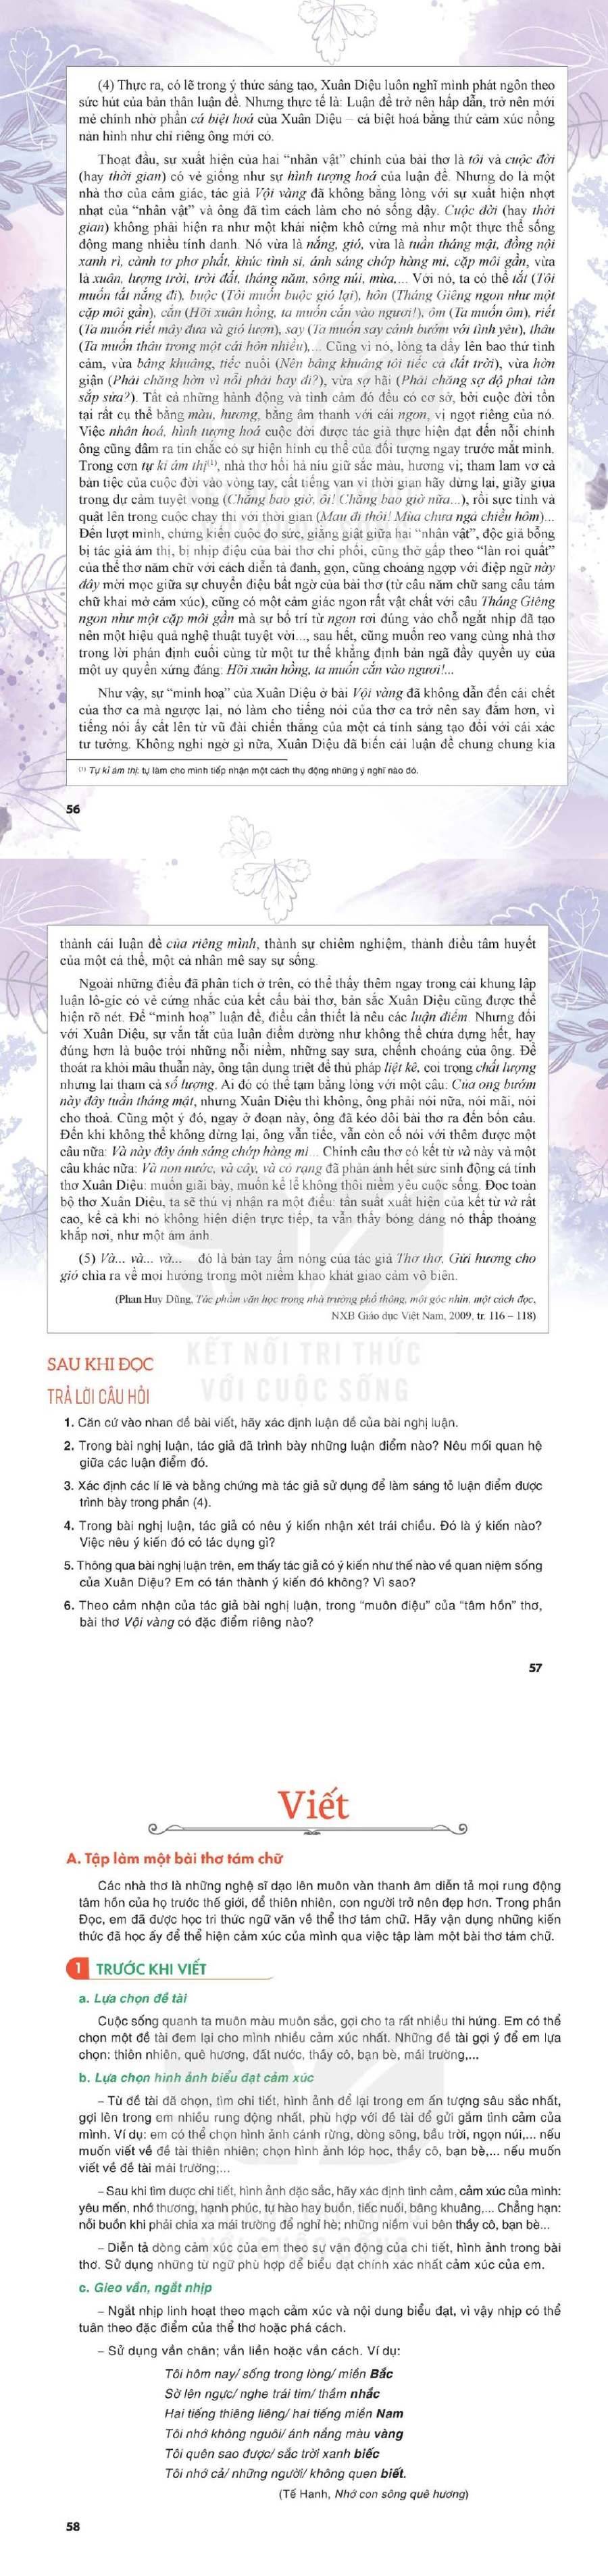 (4) Thực ra, có lẽ trong ý thức sáng tạo, Xuân Diệu luôn nghĩ mình phát ngôn theo
sức hút của bản thân luận đề. Nhưng thực tế là: Luận đề trở nên hấp dẫn, trở nên mới
mẻ chính nhờ phần cá biệt hoá của Xuân Diệu – cá biệt hoá bằng thứ cảm xúc nồng
nàn hình như chỉ riêng ông mới có.
Thoạt đầu, sự xuất hiện của hai “nhân vật” chính của bài thơ là tôi và cuộc đời
(hay thời gian) có vẻ giống như sự hình tượng hoá của luận đề. Nhưng do là một
nhà thơ của cảm giác, tác giả Vội vàng đã không bằng lòng với sự xuất hiện nhợt
nhạt của “nhân vật” và ông đã tìm cách làm cho nó sống dậy. Cuộc đời (hay thời
gian) không phải hiện ra như một khái niệm khô cứng mà như một thực thể sống
động mang nhiều tính danh. Nó vừa là nắng, gió, vừa là tuần tháng mật, đồng nội
xanh rì, cành tơ phơ phất, khúc tình si, ánh sáng chớp hàng mi, cặp môi gần, vừa
là xuân, lượng trời, trời đất, tháng năm, sông núi, mùa,... Với nó, ta có thể tắt (Tôi
muốn tắt nắng đi), buộc (Tôi muốn buộc gió lại), hôn (Tháng Giêng ngon như một
cặp môi gần), cắn (Hỡi xuân hồng, ta muốn cắn vào ngươi!), ôm (Ta muốn ôm), riết
(Ta muốn riết mây đưa và gió lượn), say (Ta muốn say cánh bướm với tình yêu), thâu
(Ta muốn thâu trong một cái hôn nhiều),... Cũng vì nó, lòng ta dấy lên bao thứ tình
cảm, vừa bâng khuâng, tiếc nuối (Nên bâng khuâng tôi tiếc cả đất trời), vừa hờn
giận (Phải chăng hờn vì nỗi phải bay đi?), vừa sợ hãi (Phải chăng sợ độ phai tàn
sắp sửa?). Tất cả những hành động và tình cảm đó đều có cơ sở, bởi cuộc đời tồn
tại rất cụ thể bằng màu, hương, bằng âm thanh với cái ngon, vị ngọt riêng của nó.
Việc nhân hoá, hình tượng hoá cuộc đời được tác giả thực hiện đạt đến nỗi chính
ông cũng đâm ra tin chắc có sự hiện hình cụ thể của đối tượng ngay trước mắt mình.
Trong cơn tự kỉ ám thị⁽¹⁾, nhà thơ hối hả níu giữ sắc màu, hương vị; tham lam vơ cả
bàn tiệc của cuộc đời vào vòng tay, cất tiếng van vỉ thời gian hãy dừng lại, giãy giụa
trong dự cảm tuyệt vọng (Chẳng bao giờ, ôi! Chẳng bao giờ nữa...), rồi sực tỉnh và
quật lên trong cuộc chạy thi với thời gian (Mau đi thôi! Mùa chưa ngả chiều hôm)...
Đến lượt mình, chứng kiến cuộc đo sức, giằng giật giữa hai “nhân vật”, độc giả bỗng
bị tác giả ám thị, bị nhịp điệu của bài thơ chi phối, cũng thở gấp theo “làn roi quất”
của thể thơ năm chữ với cách diễn tả đanh, gọn, cũng choáng ngợp với điệp ngữ này
đây mời mọc giữa sự chuyển điệu bất ngờ của bài thơ (từ câu năm chữ sang câu tám
chữ khai mở cảm xúc), cũng có một cảm giác ngon rất vật chất với câu Tháng Giêng
ngon như một cặp môi gần mà sự bố trí từ ngon rơi đúng vào chỗ ngắt nhịp đã tạo
nên một hiệu quả nghệ thuật tuyệt vời..., sau hết, cũng muốn reo vang cùng nhà thơ
trong lời phán định cuối cùng từ một tư thế khẳng định bản ngã đầy quyền uy của
một uy quyền xứng đáng: Hỡi xuân hồng, ta muốn cắn vào ngươi!...
Như vậy, sự “minh hoạ” của Xuân Diệu ở bài Vội vàng đã không dẫn đến cái chết
của thơ ca mà ngược lại, nó làm cho tiếng nói của thơ ca trở nên say đắm hơn, vì
tiếng nói ấy cất lên từ vũ đài chiến thắng của một cá tính sáng tạo đối với cái xác
tư tưởng. Không nghi ngờ gì nữa, Xuân Diệu đã biến cái luận đề chung chung kia
⁽¹⁾ Tự kỉ ám thị: tự làm cho mình tiếp nhận một cách thụ động những ý nghĩ nào đó.
56
thành cái luận đề của riêng mình, thành sự chiêm nghiệm, thành điều tâm huyết
của một cá thể, một cá nhân mê say sự sống.
Ngoài những điều đã phân tích ở trên, có thể thấy thêm ngay trong cái khung lập
luận lô-gíc có vẻ cứng nhắc của kết cấu bài thơ, bản sắc Xuân Diệu cũng được thể
hiện rõ nét. Để “minh hoạ” luận đề, điều cần thiết là nêu các luận điểm. Nhưng đối
với Xuân Diệu, sự vắn tắt của luận điểm dường như không thể chứa đựng hết, hay
đúng hơn là buộc trói những nỗi niềm, những say sưa, chếnh choáng của ông. Để
thoát ra khỏi mâu thuẫn này, ông tận dụng triệt để thủ pháp liệt kê, coi trọng chất lượng
nhưng lại tham cả số lượng. Ai đó có thể tạm bằng lòng với một câu: Của ong bướm
này đây tuần tháng mật, nhưng Xuân Diệu thì không, ông phải nói nữa, nói mãi, nói
cho thoả. Cũng một ý đó, ngay ở đoạn này, ông đã kéo dôi bài thơ ra đến bốn câu.
Đến khi không thể không dừng lại, ông vẫn tiếc, vẫn còn cố nói với thêm được một
câu nữa: Và này đây ánh sáng chớp hàng mi... Chính câu thơ có kết từ và này và một
câu khác nữa: Và non nước, và cây, và cỏ rạng đã phản ánh hết sức sinh động cá tính
thơ Xuân Diệu: muốn giãi bày, muốn kể lể không thôi niềm yêu cuộc sống. Đọc toàn
bộ thơ Xuân Diệu, ta sẽ thú vị nhận ra một điều: tần suất xuất hiện của kết từ và rất
cao, kể cả khi nó không hiện diện trực tiếp, ta vẫn thấy bóng dáng nó thấp thoáng
khắp nơi, như một ám ảnh.
(5) Và... và... và... đó là bàn tay ấm nóng của tác giả Thơ thơ, Gửi hương cho
gió chìa ra về mọi hướng trong một niềm khao khát giao cảm vô biên.
(Phan Huy Dũng, Tác phẩm văn học trong nhà trường phổ thông, một góc nhìn, một cách đọc,
NXB Giáo dục Việt Nam, 2009, tr. 116 – 118)
KẾT NỐI TRI THỨC
VỚI CUỘC SỐNG
SAU KHI ĐỌC
TRẢ LỜI CÂU HỎI
1. Căn cứ vào nhan đề bài viết, hãy xác định luận đề của bài nghị luận.
2. Trong bài nghị luận, tác giả đã trình bày những luận điểm nào? Nêu mối quan hệ
giữa các luận điểm đó.
3. Xác định các lí lẽ và bằng chứng mà tác giả sử dụng để làm sáng tỏ luận điểm được
trình bày trong phần (4).
4. Trong bài nghị luận, tác giả có nêu ý kiến nhận xét trái chiều. Đó là ý kiến nào?
Việc nêu ý kiến đó có tác dụng gì?
5. Thông qua bài nghị luận trên, em thấy tác giả có ý kiến như thế nào về quan niệm sống
của Xuân Diệu? Em có tán thành ý kiến đó không? Vì sao?
6. Theo cảm nhận của tác giả bài nghị luận, trong “muôn điệu” của “tâm hồn” thơ,
bài thơ Vội vàng có đặc điểm riêng nào?
57
Viết
A. Tập làm một bài thơ tám chữ
Các nhà thơ là những nghệ sĩ dạo lên muôn vàn thanh âm diễn tả mọi rung động
tâm hồn của họ trước thế giới, để thiên nhiên, con người trở nên đẹp hơn. Trong phần
Đọc, em đã được học tri thức ngữ văn về thể thơ tám chữ. Hãy vận dụng những kiến
thức đã học ấy để thể hiện cảm xúc của mình qua việc tập làm một bài thơ tám chữ.
1 TRƯỚC KHI VIẾT
a. Lựa chọn đề tài
Cuộc sống quanh ta muôn màu muôn sắc, gợi cho ta rất nhiều thi hứng. Em có thể
chọn một đề tài đem lại cho mình nhiều cảm xúc nhất. Những đề tài gợi ý để em lựa
chọn: thiên nhiên, quê hương, đất nước, thầy cô, bạn bè, mái trường,...
b. Lựa chọn hình ảnh biểu đạt cảm xúc
– Từ đề tài đã chọn, tìm chi tiết, hình ảnh để lại trong em ấn tượng sâu sắc nhất,
gợi lên trong em nhiều rung động nhất, phù hợp với đề tài để gửi gắm tình cảm của
mình. Ví dụ: em có thể chọn hình ảnh cánh rừng, dòng sông, bầu trời, ngọn núi,... nếu
muốn viết về đề tài thiên nhiên; chọn hình ảnh lớp học, thầy cô, bạn bè,... nếu muốn
viết về đề tài mái trường;...
– Sau khi tìm được chi tiết, hình ảnh đặc sắc, hãy xác định tình cảm, cảm xúc của mình:
yêu mến, nhớ thương, hạnh phúc, tự hào hay buồn, tiếc nuối, bâng khuâng,... Chẳng hạn:
nỗi buồn khi phải chia xa mái trường để nghỉ hè; những niềm vui bên thầy cô, bạn bè...
– Diễn tả dòng cảm xúc của em theo sự vận động của chi tiết, hình ảnh trong bài
thơ. Sử dụng những từ ngữ phù hợp để biểu đạt chính xác nhất cảm xúc của em.
c. Gieo vần, ngắt nhịp
– Ngắt nhịp linh hoạt theo mạch cảm xúc và nội dung biểu đạt, vì vậy nhịp có thể
tuân theo đặc điểm của thể thơ hoặc phá cách.
– Sử dụng vần chân; vần liền hoặc vần cách. Ví dụ:
Tôi hôm nay/ sống trong lòng/ miền Bắc
Sờ lên ngực/ nghe trái tim/ thầm nhắc
Hai tiếng thiêng liêng/ hai tiếng miền Nam
Tôi nhớ không nguôi/ ánh nắng màu vàng
Tôi quên sao được/ sắc trời xanh biếc
Tôi nhớ cả/ những người/ không quen biết.
(Tế Hanh, Nhớ con sông quê hương)
58